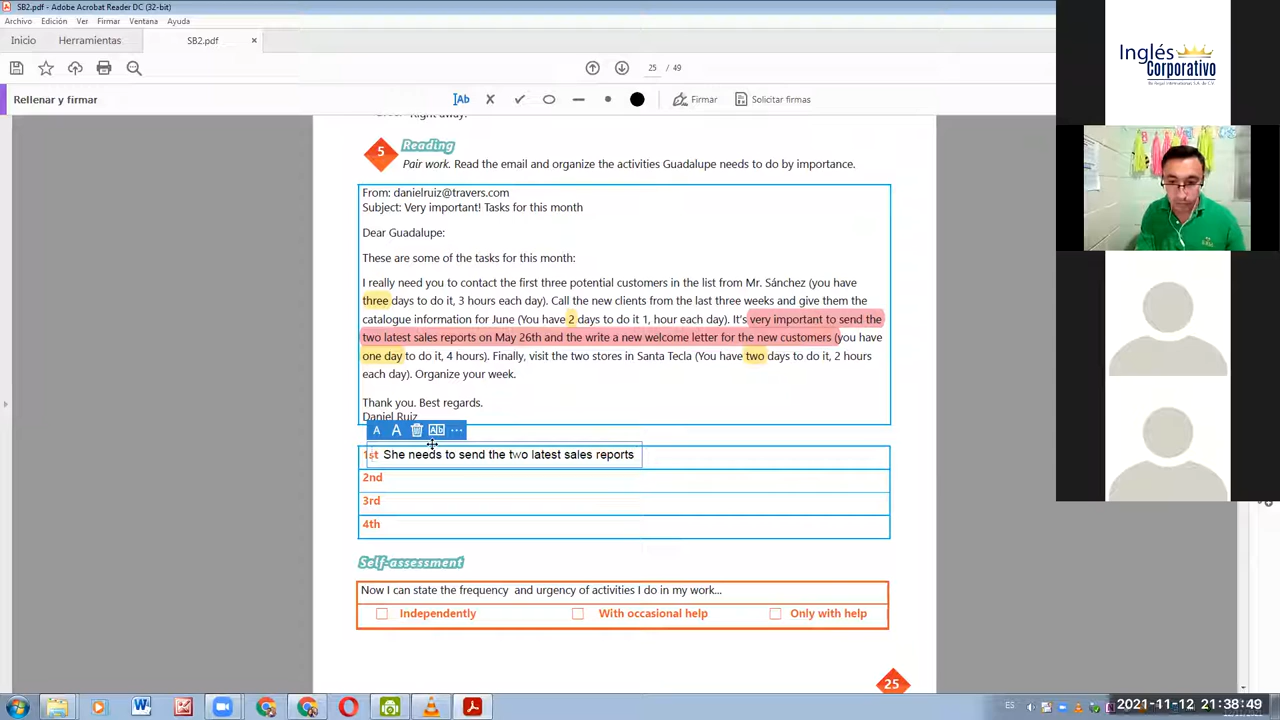 SB2.pdf - Adobe Acrobat Reader DC (32-bit)
Archivo Edición Ver Firmar Ventana Ayuda
Inicio Herramientas SB2.pdf ×
25 / 49
Rellenar y firmar
Ab Firmar Solicitar firmas
Right away!
5 Reading
Pair work. Read the email and organize the activities Guadalupe needs to do by importance.
From: danielruiz@travers.com
Subject: Very important! Tasks for this month
Dear Guadalupe:
These are some of the tasks for this month:
I really need you to contact the first three potential customers in the list from Mr. Sánchez (you have
three days to do it, 3 hours each day). Call the new clients from the last three weeks and give them the
catalogue information for June (You have 2 days to do it 1, hour each day). It's very important to send the
two latest sales reports on May 26th and the write a new welcome letter for the new customers (you have
one day to do it, 4 hours). Finally, visit the two stores in Santa Tecla (You have two days to do it, 2 hours
each day). Organize your week.
Thank you. Best regards.
Daniel Ruiz
A A Ab ...
1st She needs to send the two latest sales reports
2nd
3rd
4th
Self-assessment
Now I can state the frequency and urgency of activities I do in my work...
Independently With occasional help Only with help
25
Inglés
Corporativo
ES
2021-11-12 21:38:49